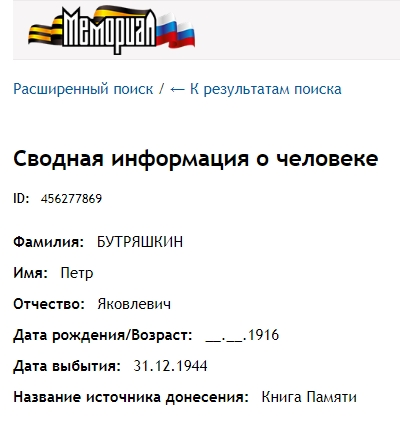 Мемориал
Расширенный поиск / ← К результатам поиска
Сводная информация о человеке
ID: 456277869
Фамилия: БУТРЯШКИН
Имя: Петр
Отчество: Яковлевич
Дата рождения/Возраст: __.__.1916
Дата выбытия: 31.12.1944
Название источника донесения: Книга Памяти